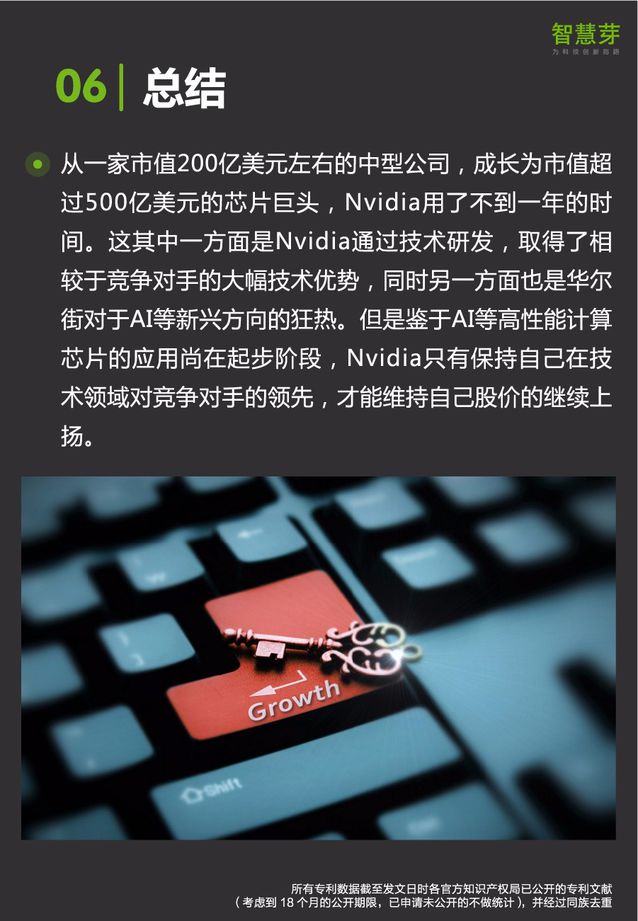 智慧芽
为科技创新指路
06 总结
从一家市值200亿美元左右的中型公司，成长为市值超
过500亿美元的芯片巨头，Nvidia用了不到一年的时
间。这其中一方面是Nvidia通过技术研发，取得了相
较于竞争对手的大幅技术优势，同时另一方面也是华尔
街对于AI等新兴方向的狂热。但是鉴于AI等高性能计算
芯片的应用尚在起步阶段，Nvidia只有保持自己在技
术领域对竞争对手的领先，才能维持自己股价的继续上
扬。
Growth
Shift
所有专利数据截至发文日时各官方知识产权局已公开的专利文献
（考虑到 18 个月的公开期限，已申请未公开的不做统计），并经过同族去重